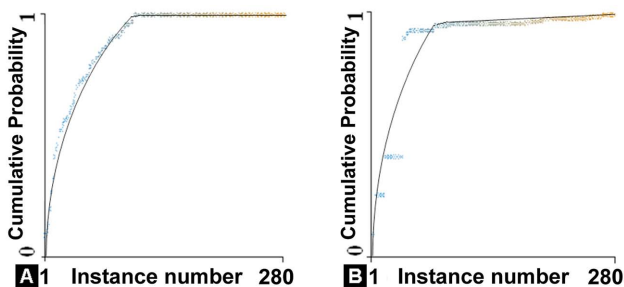 Cumulative Probability
1
0
A 1 Instance number 280
Cumulative Probability
1
0
B 1 Instance number 280